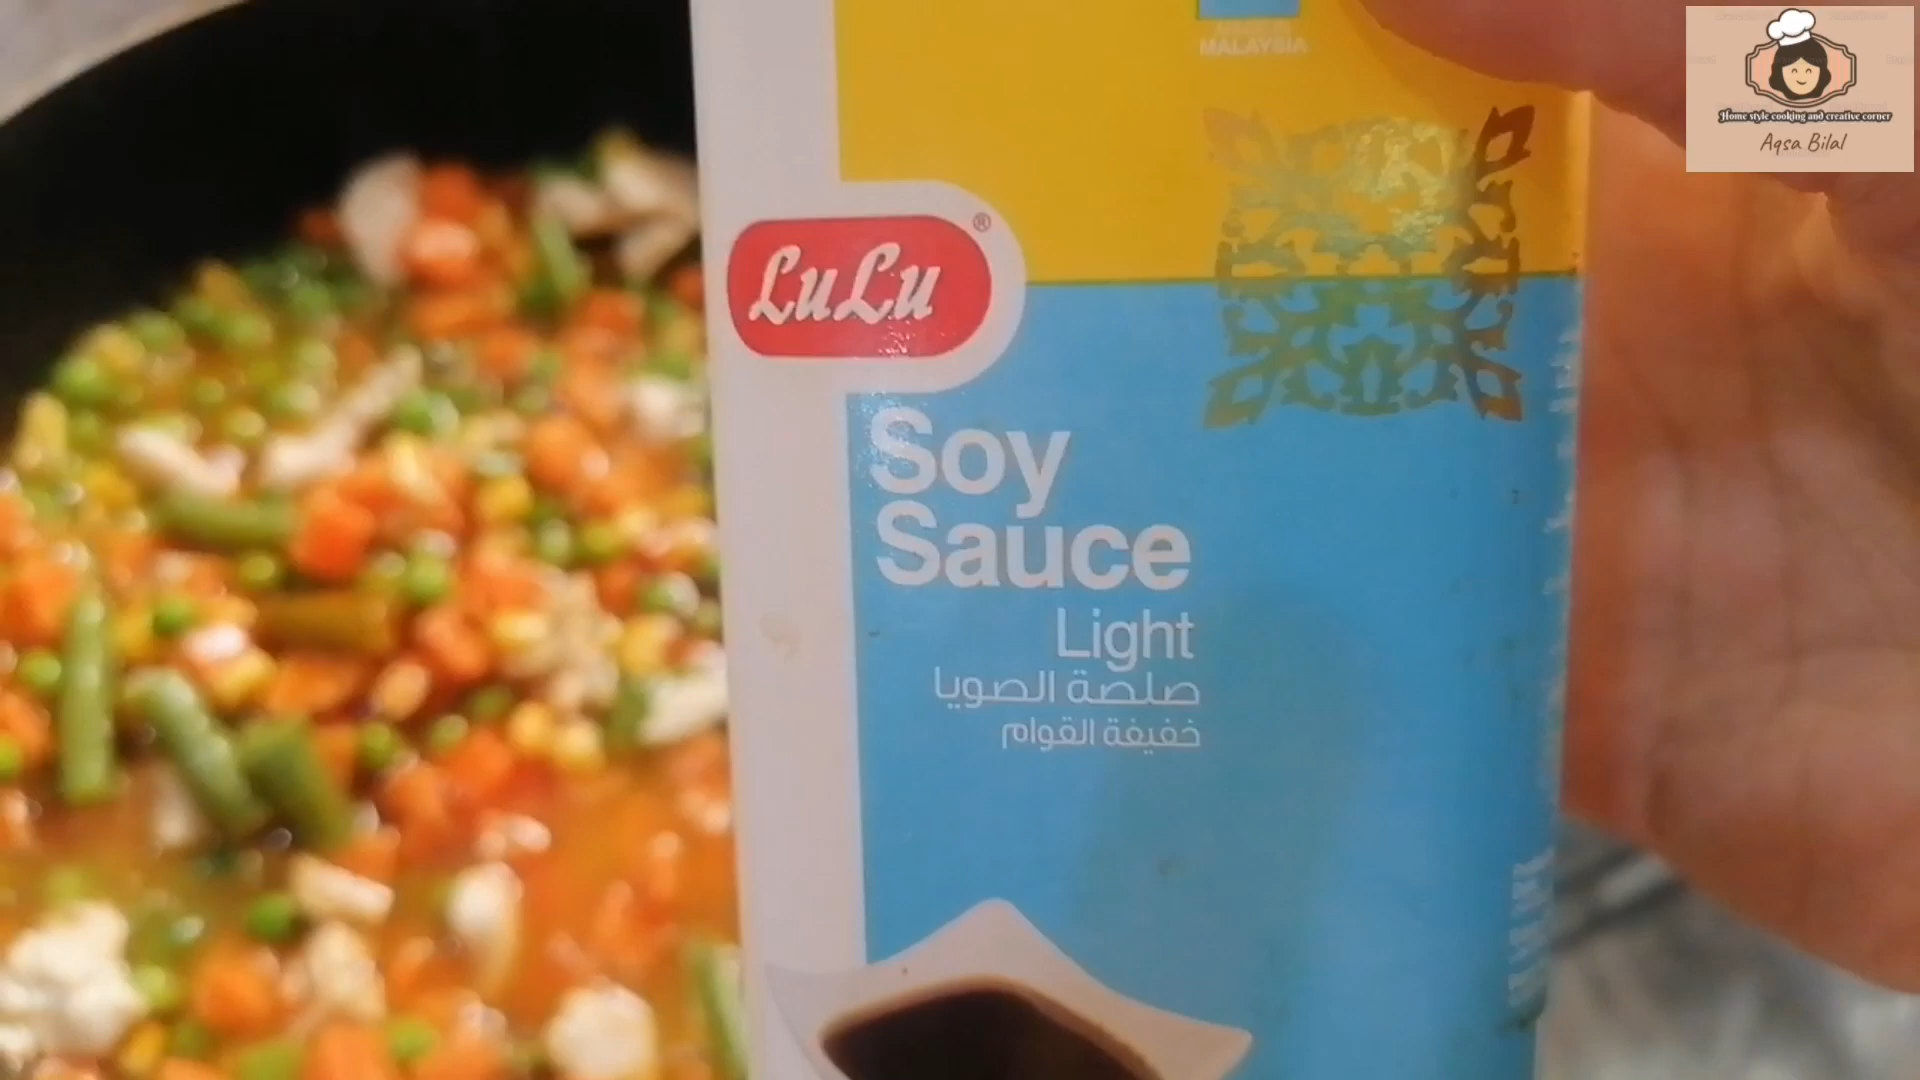 MALAYSIA
LuLu ®
Soy
Sauce
Light
صلصة الصويا
خفيفة القوام
Home style cooking and creative corner
Aqsa Bilal